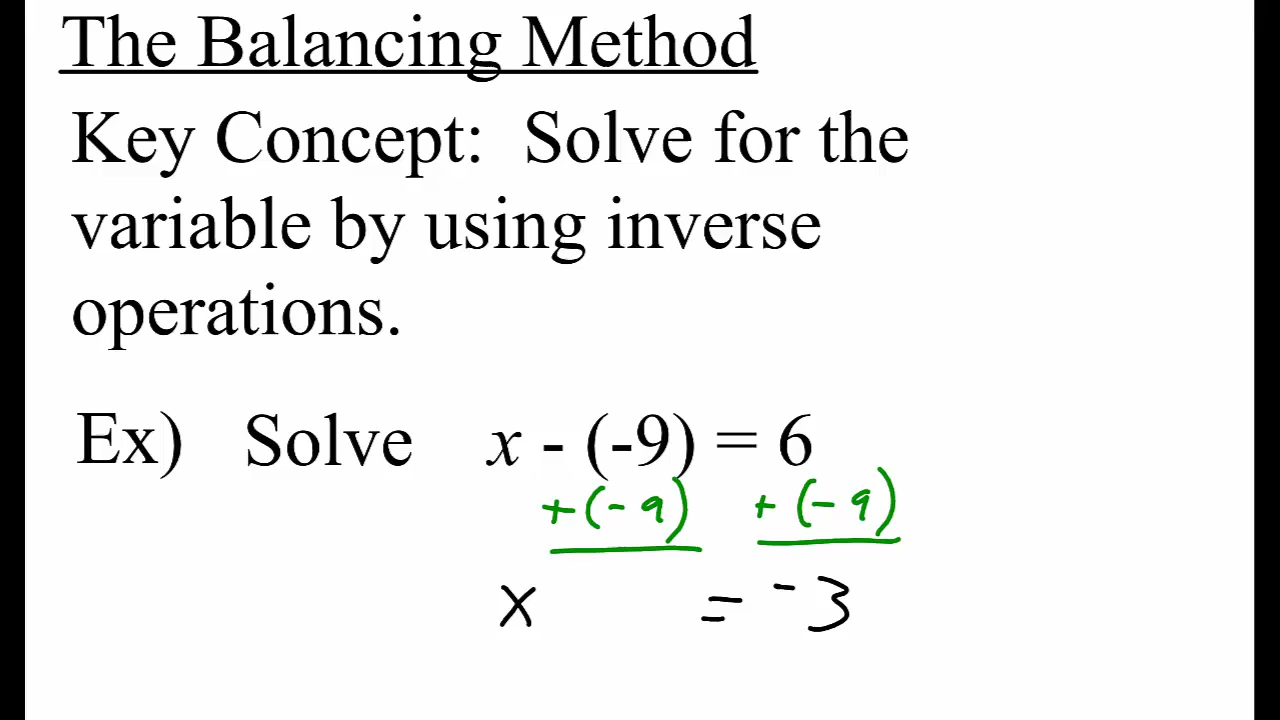 The Balancing Method
Key Concept: Solve for the
variable by using inverse
operations.
Ex) Solve x - (-9) = 6
+(-9) +(-9)
x = -3